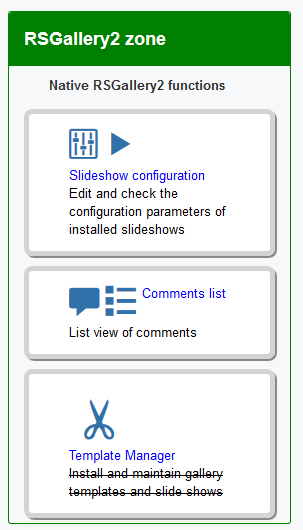 RSGallery2 zone
Native RSGallery2 functions
Slideshow configuration
Edit and check the
configuration parameters of
installed slideshows
Comments list
List view of comments
Template Manager
Install and maintain gallery
templates and slide shows